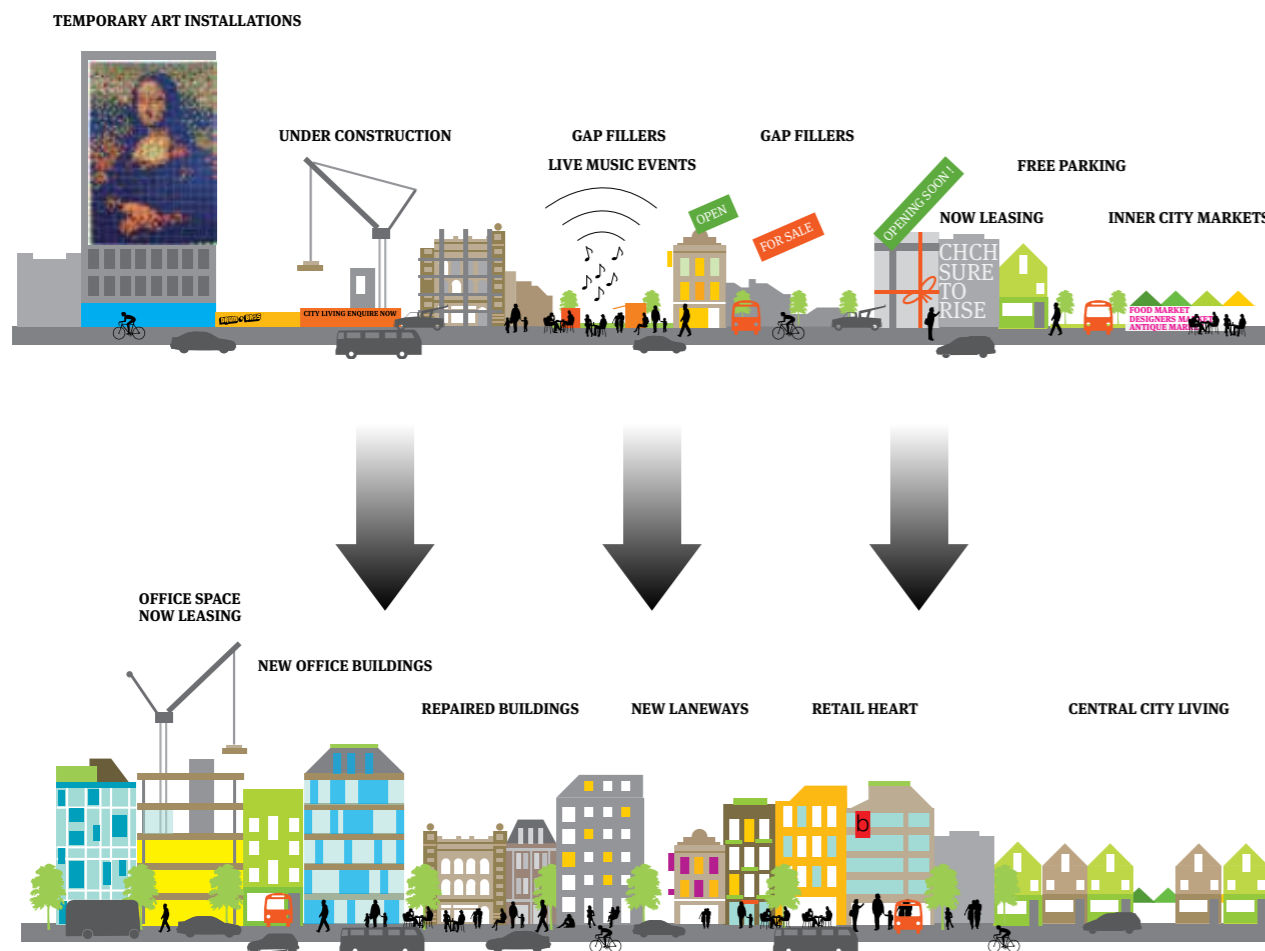 TEMPORARY ART INSTALLATIONS
UNDER CONSTRUCTION
GAP FILLERS
LIVE MUSIC EVENTS
GAP FILLERS
FREE PARKING
NOW LEASING
INNER CITY MARKETS
OPEN
FOR SALE
OPENING SOON !
CHCH
SURE
TO
RISE
CITY LIVING ENQUIRE NOW
FOOD MARKET
DESIGNERS MARKET
ANTIQUE MAR
OFFICE SPACE
NOW LEASING
NEW OFFICE BUILDINGS
REPAIRED BUILDINGS
NEW LANEWAYS
RETAIL HEART
CENTRAL CITY LIVING
b